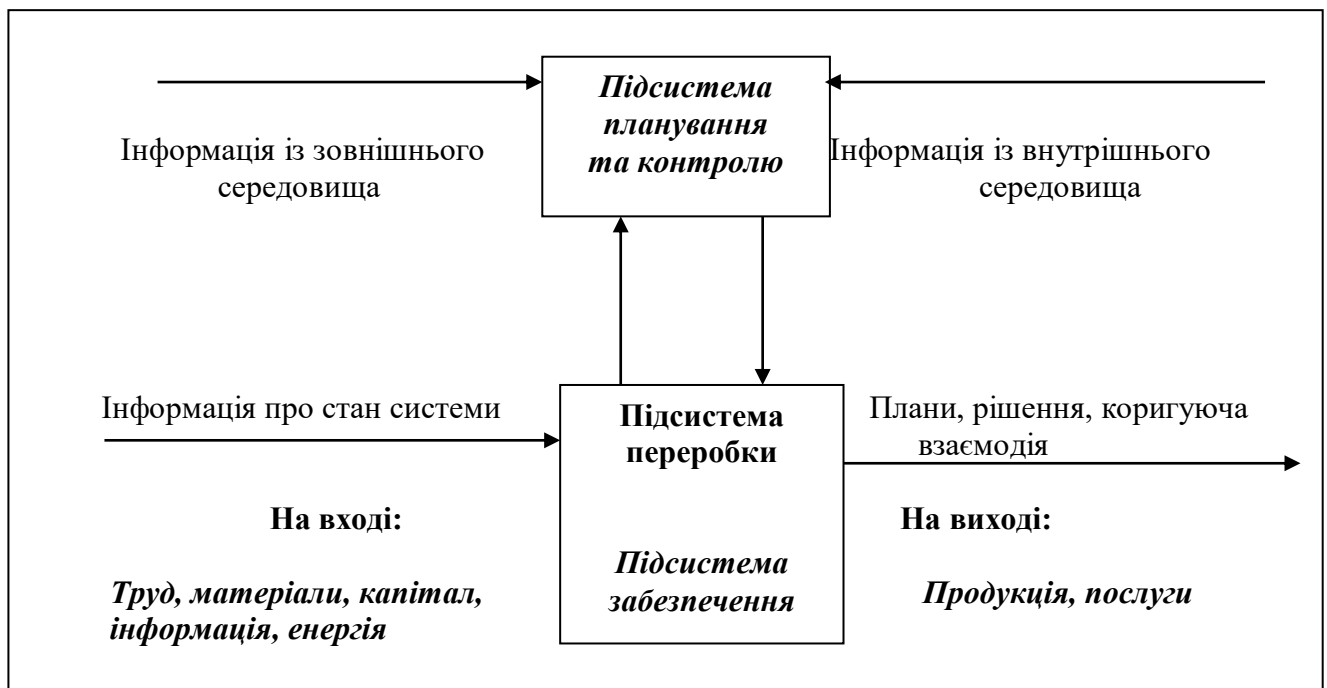 Підсистема
планування
та контролю
Інформація із зовнішнього
середовища
Інформація із внутрішнього
середовища
Інформація про стан системи
Підсистема
переробки
Плани, рішення, коригуюча
взаємодія
На вході:
На виході:
Підсистема
забезпечення
Труд, матеріали, капітал,
інформація, енергія
Продукція, послуги